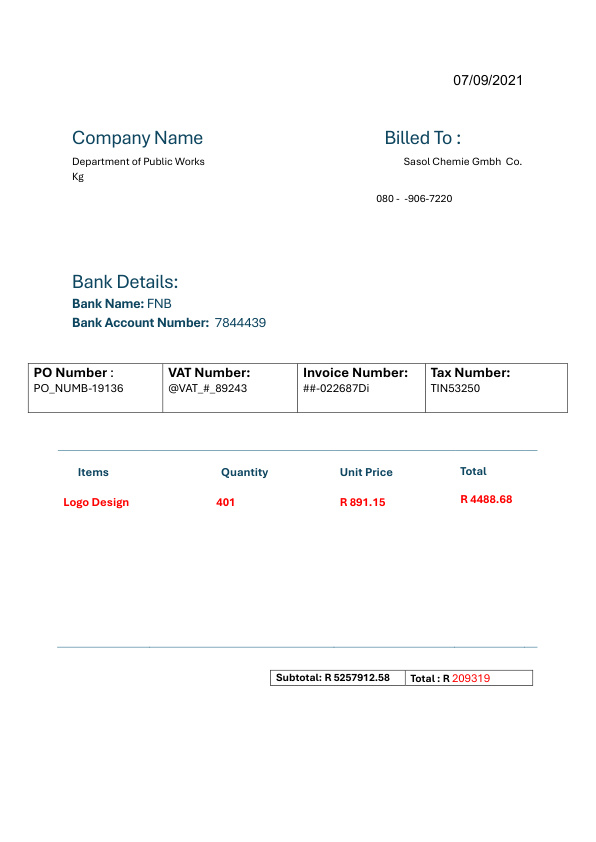 07/09/2021
Company Name
Billed To :
Department of Public Works
Kg
Sasol Chemie Gmbh  Co.
080 -  -906-7220
Bank Details:
Bank Name: FNB
Bank Account Number:  7844439
PO Number :
PO_NUMB-19136
VAT Number:
@VAT_#_89243
Invoice Number:
##-022687Di
Tax Number:
TIN53250
Items Quantity Unit Price Total
Logo Design 401 R 891.15 R 4488.68
Subtotal: R 5257912.58 Total : R 209319